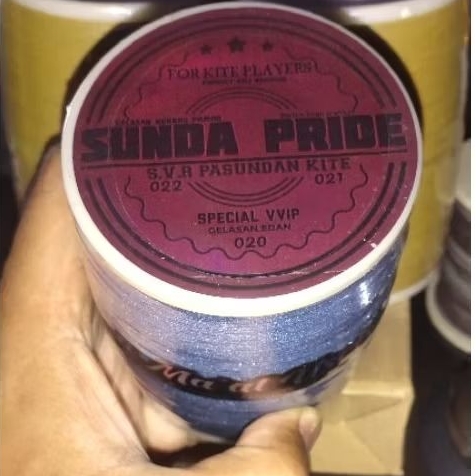 FOR KITE PLAYERS
SUNDA PRIDE
S.V.R PASUNDAN KITE
022 021
SPECIAL VVIP
GELASAN EDAN
020